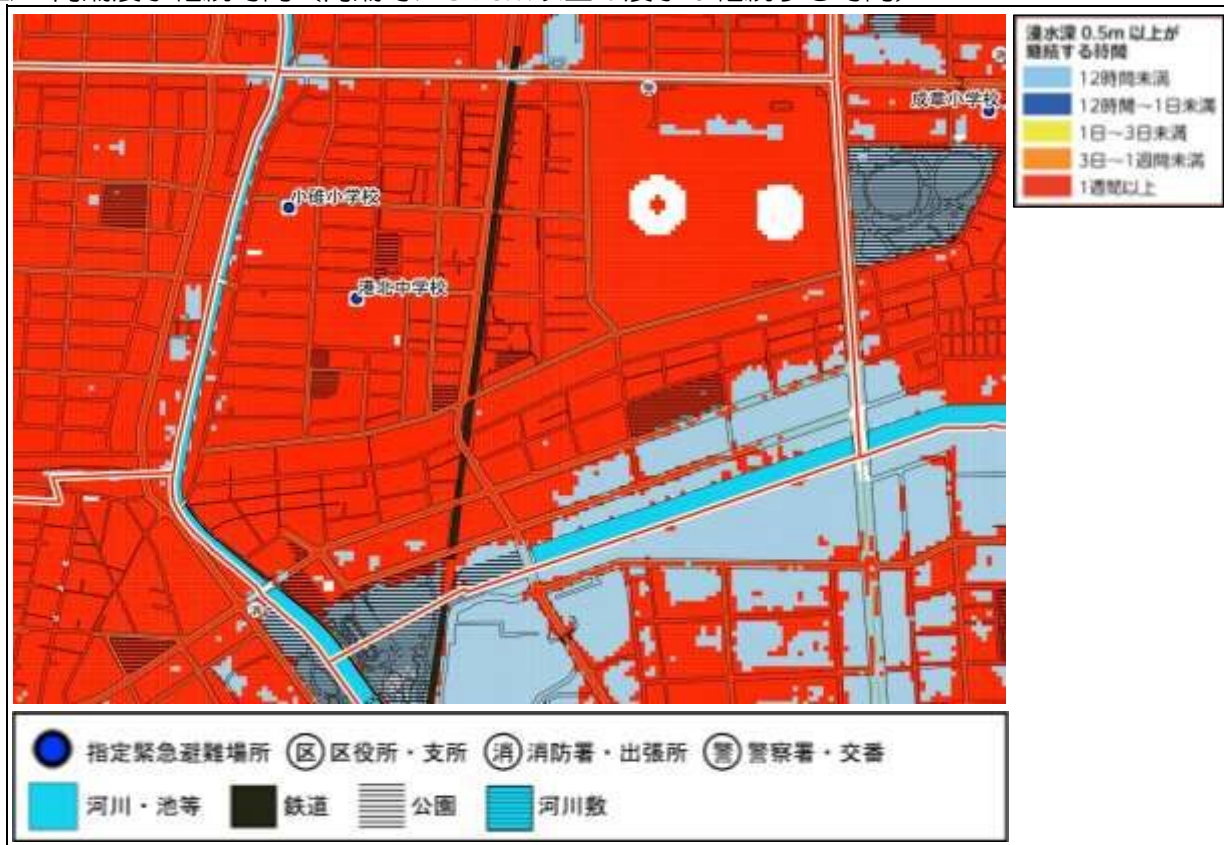 浸水深 0.5m 以上が
継続する時間
12時間未満
12時間～1日未満
1日～3日未満
3日～1週間未満
1週間以上
成章小学校
小碓小学校
港北中学校
指定緊急避難場所 区 区役所・支所 消 消防署・出張所 警 警察署・交番
河川・池等 鉄道 公園 河川敷